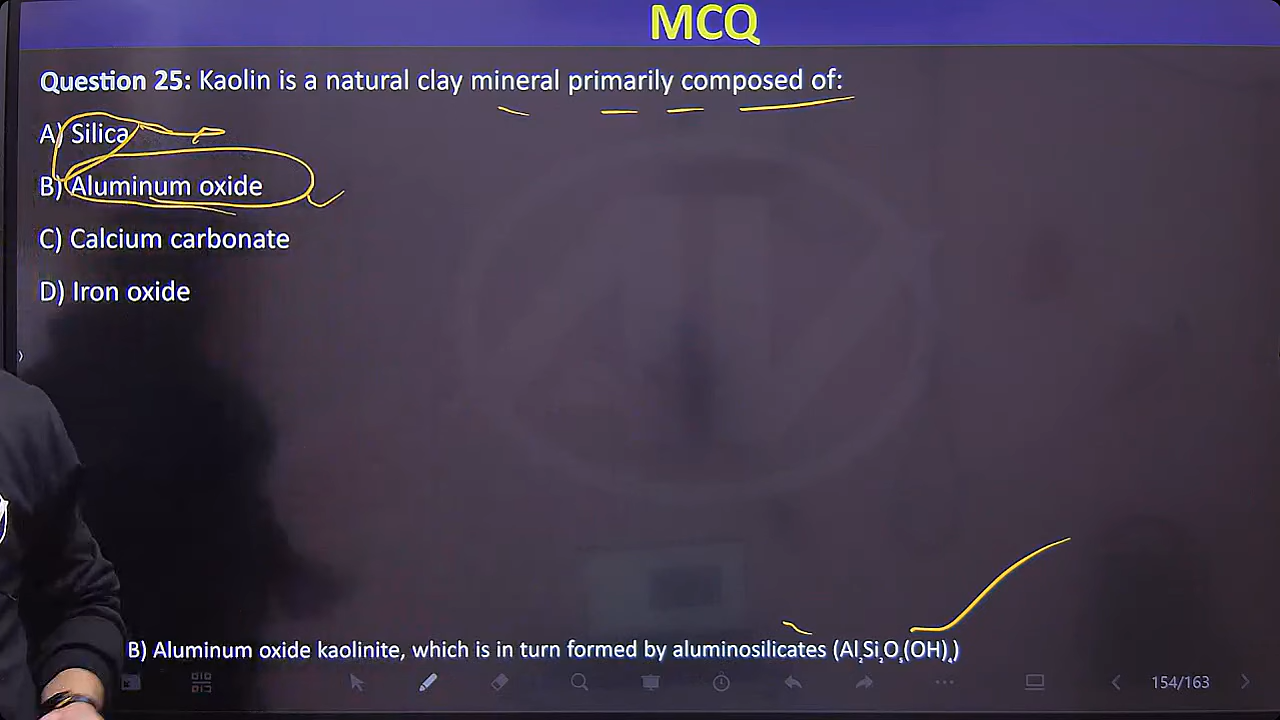 MCQ
Question 25: Kaolin is a natural clay mineral primarily composed of:
A) Silica
B) Aluminum oxide
C) Calcium carbonate
D) Iron oxide
B) Aluminum oxide kaolinite, which is in turn formed by aluminosilicates (Al₂Si₂O₅(OH)₄)
154/163